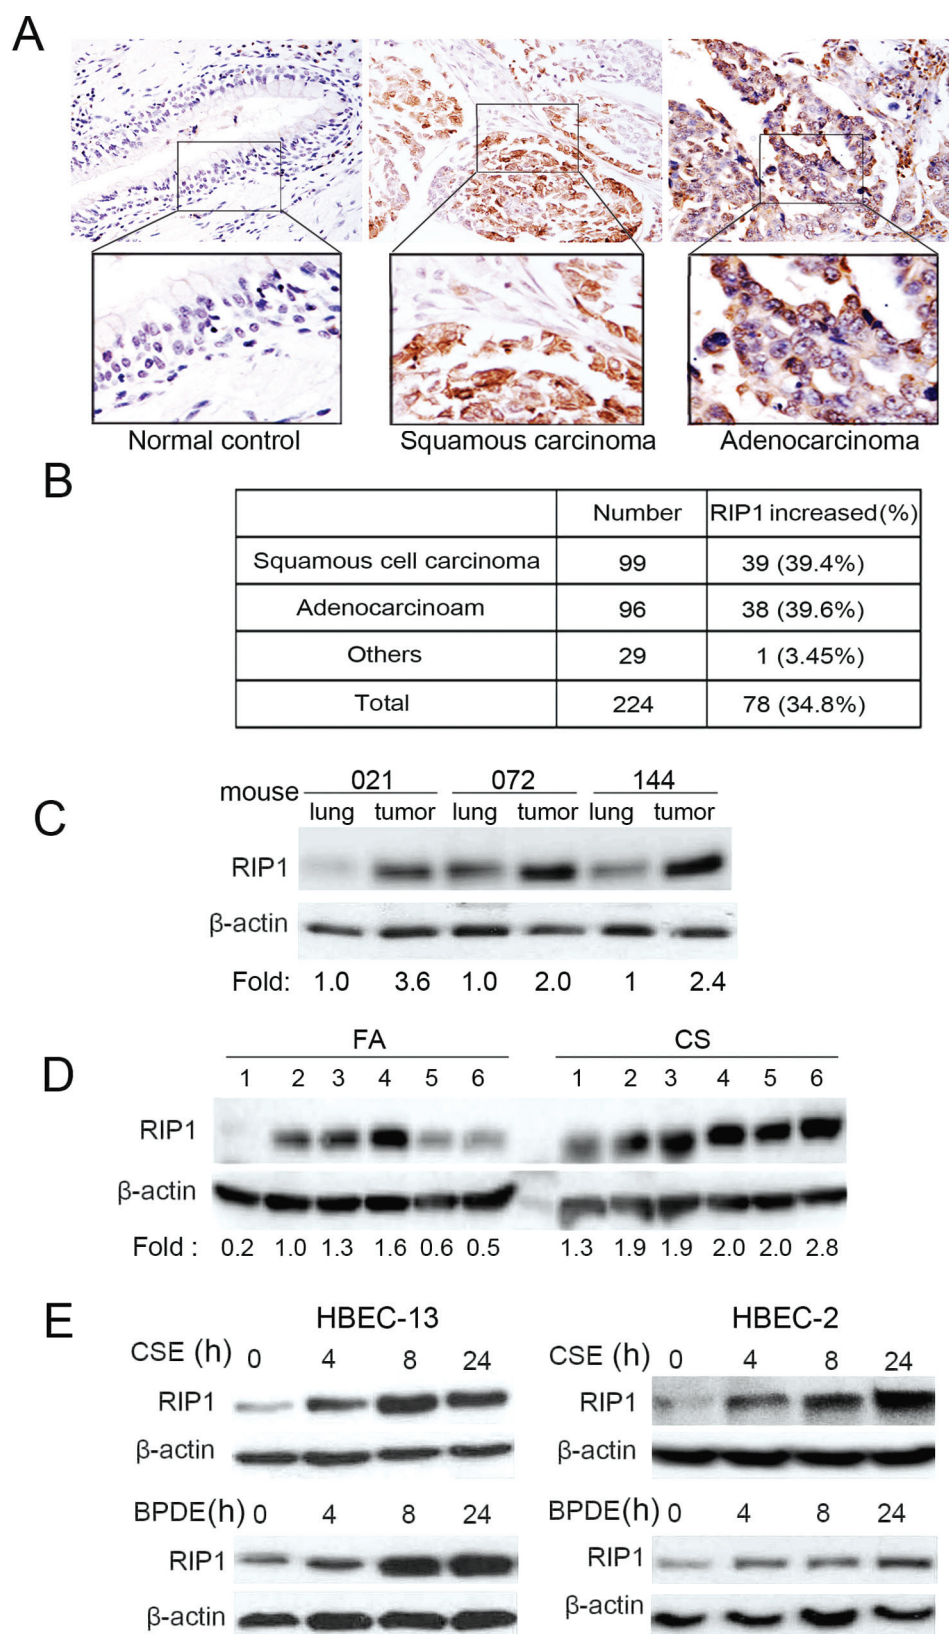 A
Normal control Squamous carcinoma Adenocarcinoma
B
Number RIP1 increased(%)
Squamous cell carcinoma 99 39 (39.4%)
Adenocarcinoam 96 38 (39.6%)
Others 29 1 (3.45%)
Total 224 78 (34.8%)
C
mouse 021 072 144
lung tumor lung tumor lung tumor
RIP1
β-actin
Fold: 1.0 3.6 1.0 2.0 1 2.4
D
FA CS
1 2 3 4 5 6 1 2 3 4 5 6
RIP1
β-actin
Fold : 0.2 1.0 1.3 1.6 0.6 0.5 1.3 1.9 1.9 2.0 2.0 2.8
E
HBEC-13 HBEC-2
CSE (h) 0 4 8 24 CSE (h) 0 4 8 24
RIP1 RIP1
β-actin β-actin
BPDE(h) 0 4 8 24 BPDE(h) 0 4 8 24
RIP1 RIP1
β-actin β-actin